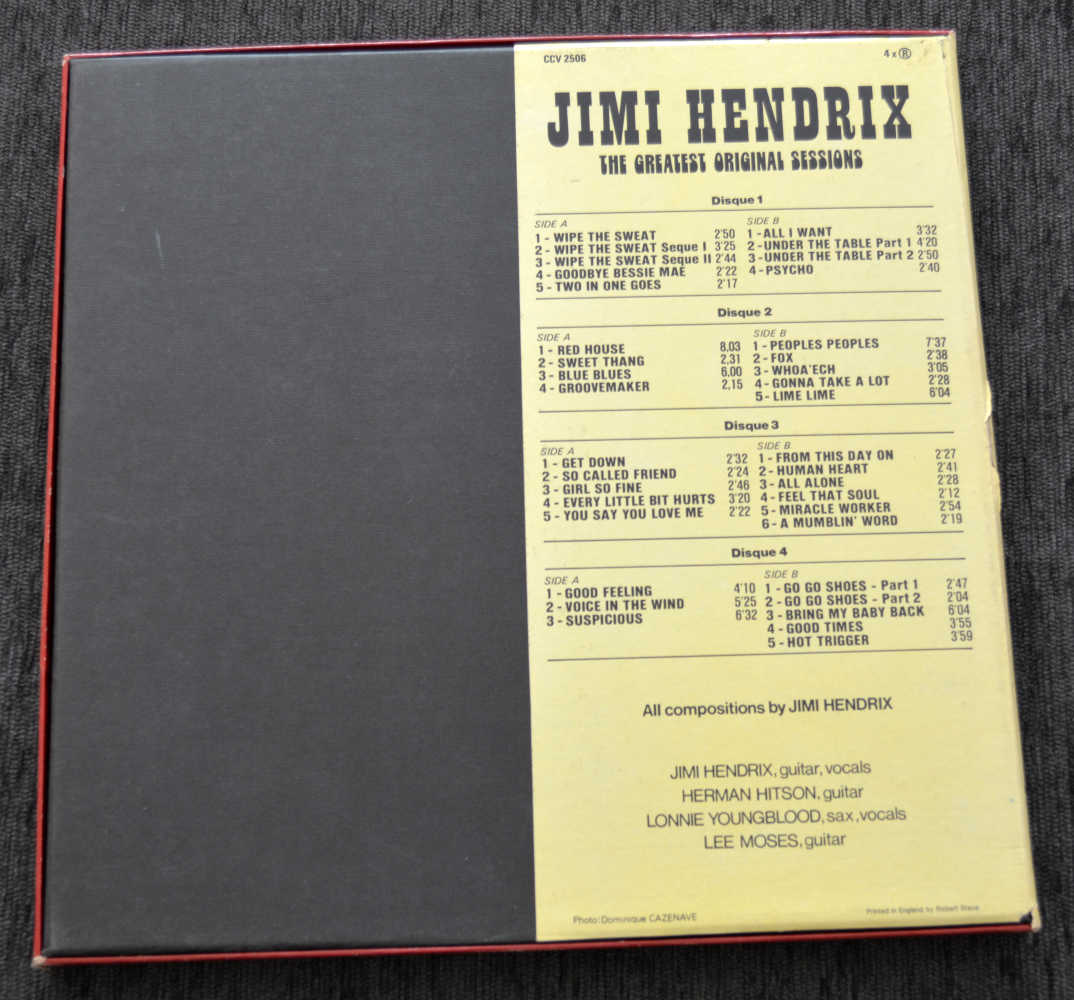 CCV 2506
4 x Ⓡ
JIMI HENDRIX
THE GREATEST ORIGINAL SESSIONS
Disque 1
SIDE A
1 - WIPE THE SWEAT 2'50
2 - WIPE THE SWEAT Seque I 3'25
3 - WIPE THE SWEAT Seque II 2'44
4 - GOODBYE BESSIE MAE 2'22
5 - TWO IN ONE GOES 2'17
SIDE B
1 - ALL I WANT 3'32
2 - UNDER THE TABLE Part 1 4'20
3 - UNDER THE TABLE Part 2 2'50
4 - PSYCHO 2'40
Disque 2
SIDE A
1 - RED HOUSE 8,03
2 - SWEET THANG 2,31
3 - BLUE BLUES 6,00
4 - GROOVEMAKER 2,15
SIDE B
1 - PEOPLES PEOPLES 7'37
2 - FOX 2'38
3 - WHOA'ECH 3'05
4 - GONNA TAKE A LOT 2'28
5 - LIME LIME 6'04
Disque 3
SIDE A
1 - GET DOWN 2'32
2 - SO CALLED FRIEND 2'24
3 - GIRL SO FINE 2'46
4 - EVERY LITTLE BIT HURTS 3'20
5 - YOU SAY YOU LOVE ME 2'22
SIDE B
1 - FROM THIS DAY ON 2'27
2 - HUMAN HEART 2'41
3 - ALL ALONE 2'28
4 - FEEL THAT SOUL 2'12
5 - MIRACLE WORKER 2'54
6 - A MUMBLIN' WORD 2'19
Disque 4
SIDE A
1 - GOOD FEELING 4'10
2 - VOICE IN THE WIND 5'25
3 - SUSPICIOUS 6'32
SIDE B
1 - GO GO SHOES - Part 1 2'47
2 - GO GO SHOES - Part 2 2'04
3 - BRING MY BABY BACK 6'04
4 - GOOD TIMES 3'55
5 - HOT TRIGGER 3'59
All compositions by JIMI HENDRIX
JIMI HENDRIX, guitar, vocals
HERMAN HITSON, guitar
LONNIE YOUNGBLOOD, sax, vocals
LEE MOSES, guitar
Photo: Dominique CAZENAVE
Printed in England by Robert Stace